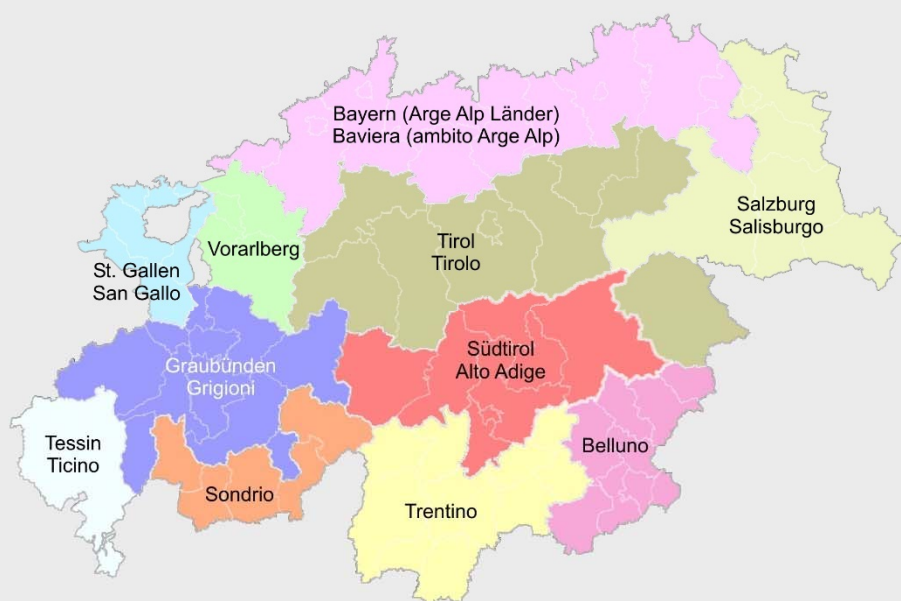 Bayern (Arge Alp Länder)
Baviera (ambito Arge Alp)
Salzburg
Salisburgo
Vorarlberg
Tirol
Tirolo
St. Gallen
San Gallo
Südtirol
Alto Adige
Graubünden
Grigioni
Tessin
Ticino
Belluno
Sondrio
Trentino